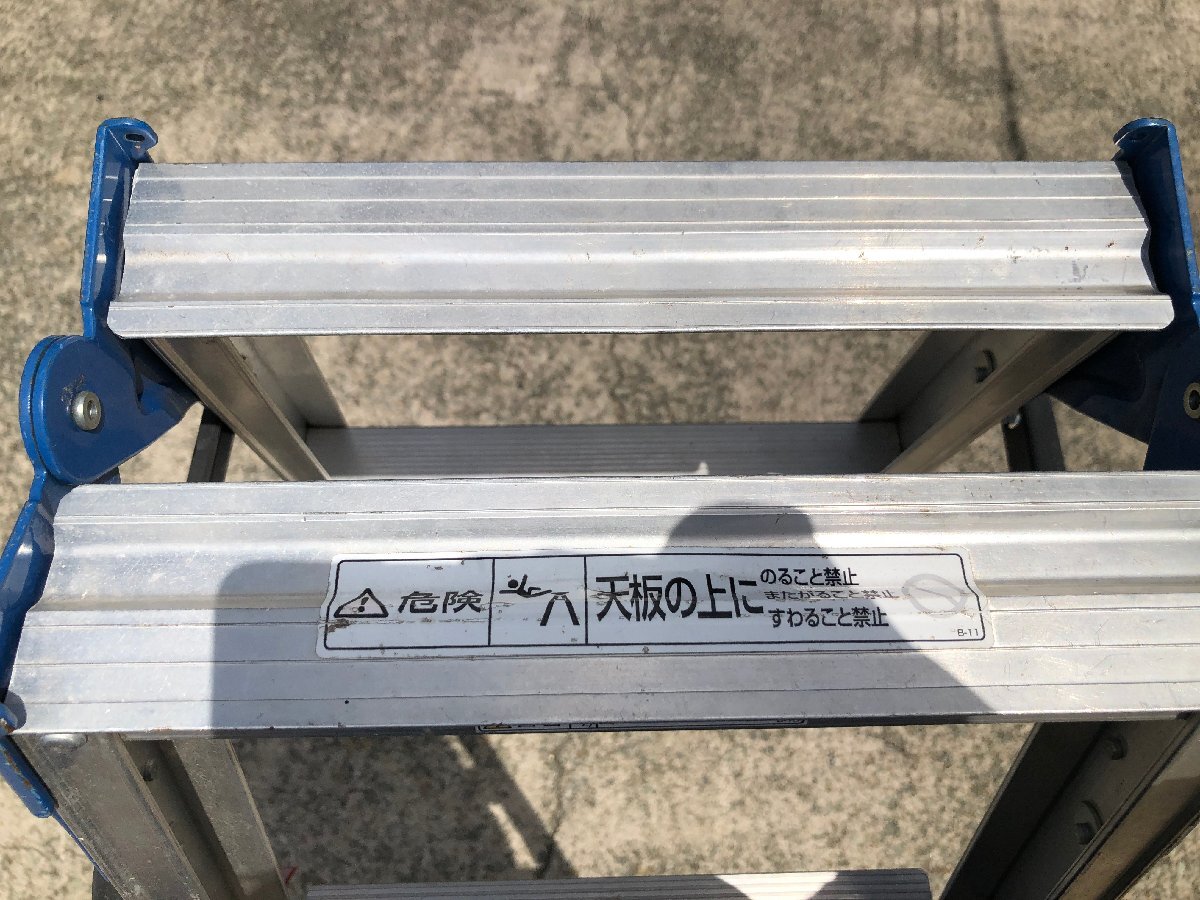 危険
天板の上に
のること禁止
またがること禁止
すわること禁止
B-11